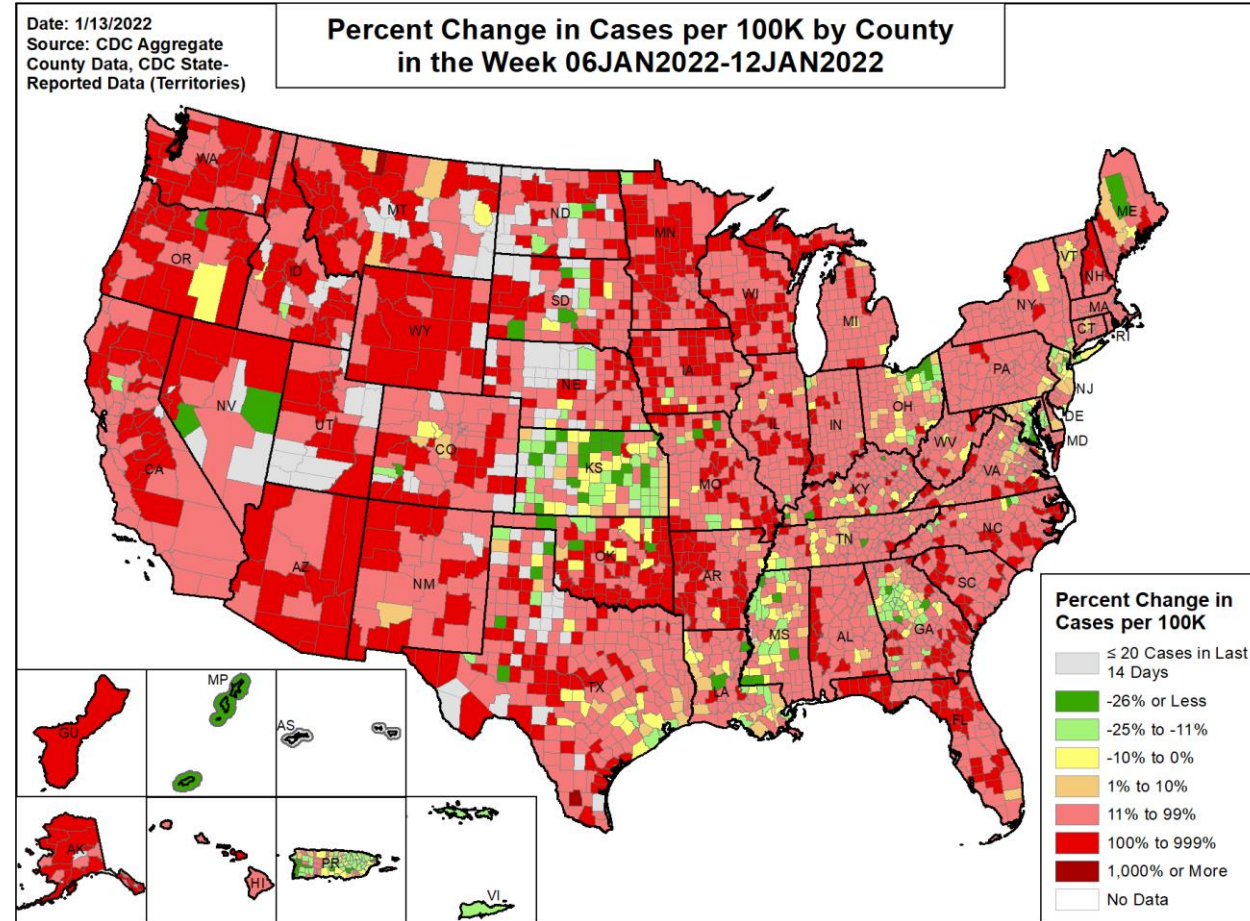 Date: 1/13/2022
Source: CDC Aggregate
County Data, CDC State-
Reported Data (Territories)
Percent Change in Cases per 100K by County
in the Week 06JAN2022-12JAN2022
WA
MT
ND
MN
ME
OR
ID
SD
WI
VT
NH
NY
MA
WY
MI
CT
RI
IA
NE
PA
NV
NJ
UT
OH
CO
IL
IN
DE
CA
WV
MD
KS
MO
VA
KY
NC
TN
AZ
NM
OK
AR
SC
MS
AL
GA
TX
LA
FL
MP
GU
AS
AK
HI
PR
VI
Percent Change in
Cases per 100K
≤ 20 Cases in Last
14 Days
-26% or Less
-25% to -11%
-10% to 0%
1% to 10%
11% to 99%
100% to 999%
1,000% or More
No Data